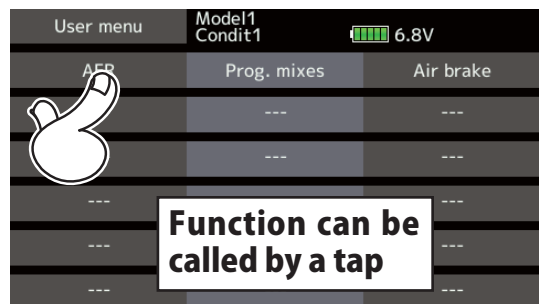 User menu
Model1
Condit1
6.8V
AFR
Prog. mixes
Air brake
---
---
---
---
---
---
---
---
---
---
Function can be
called by a tap